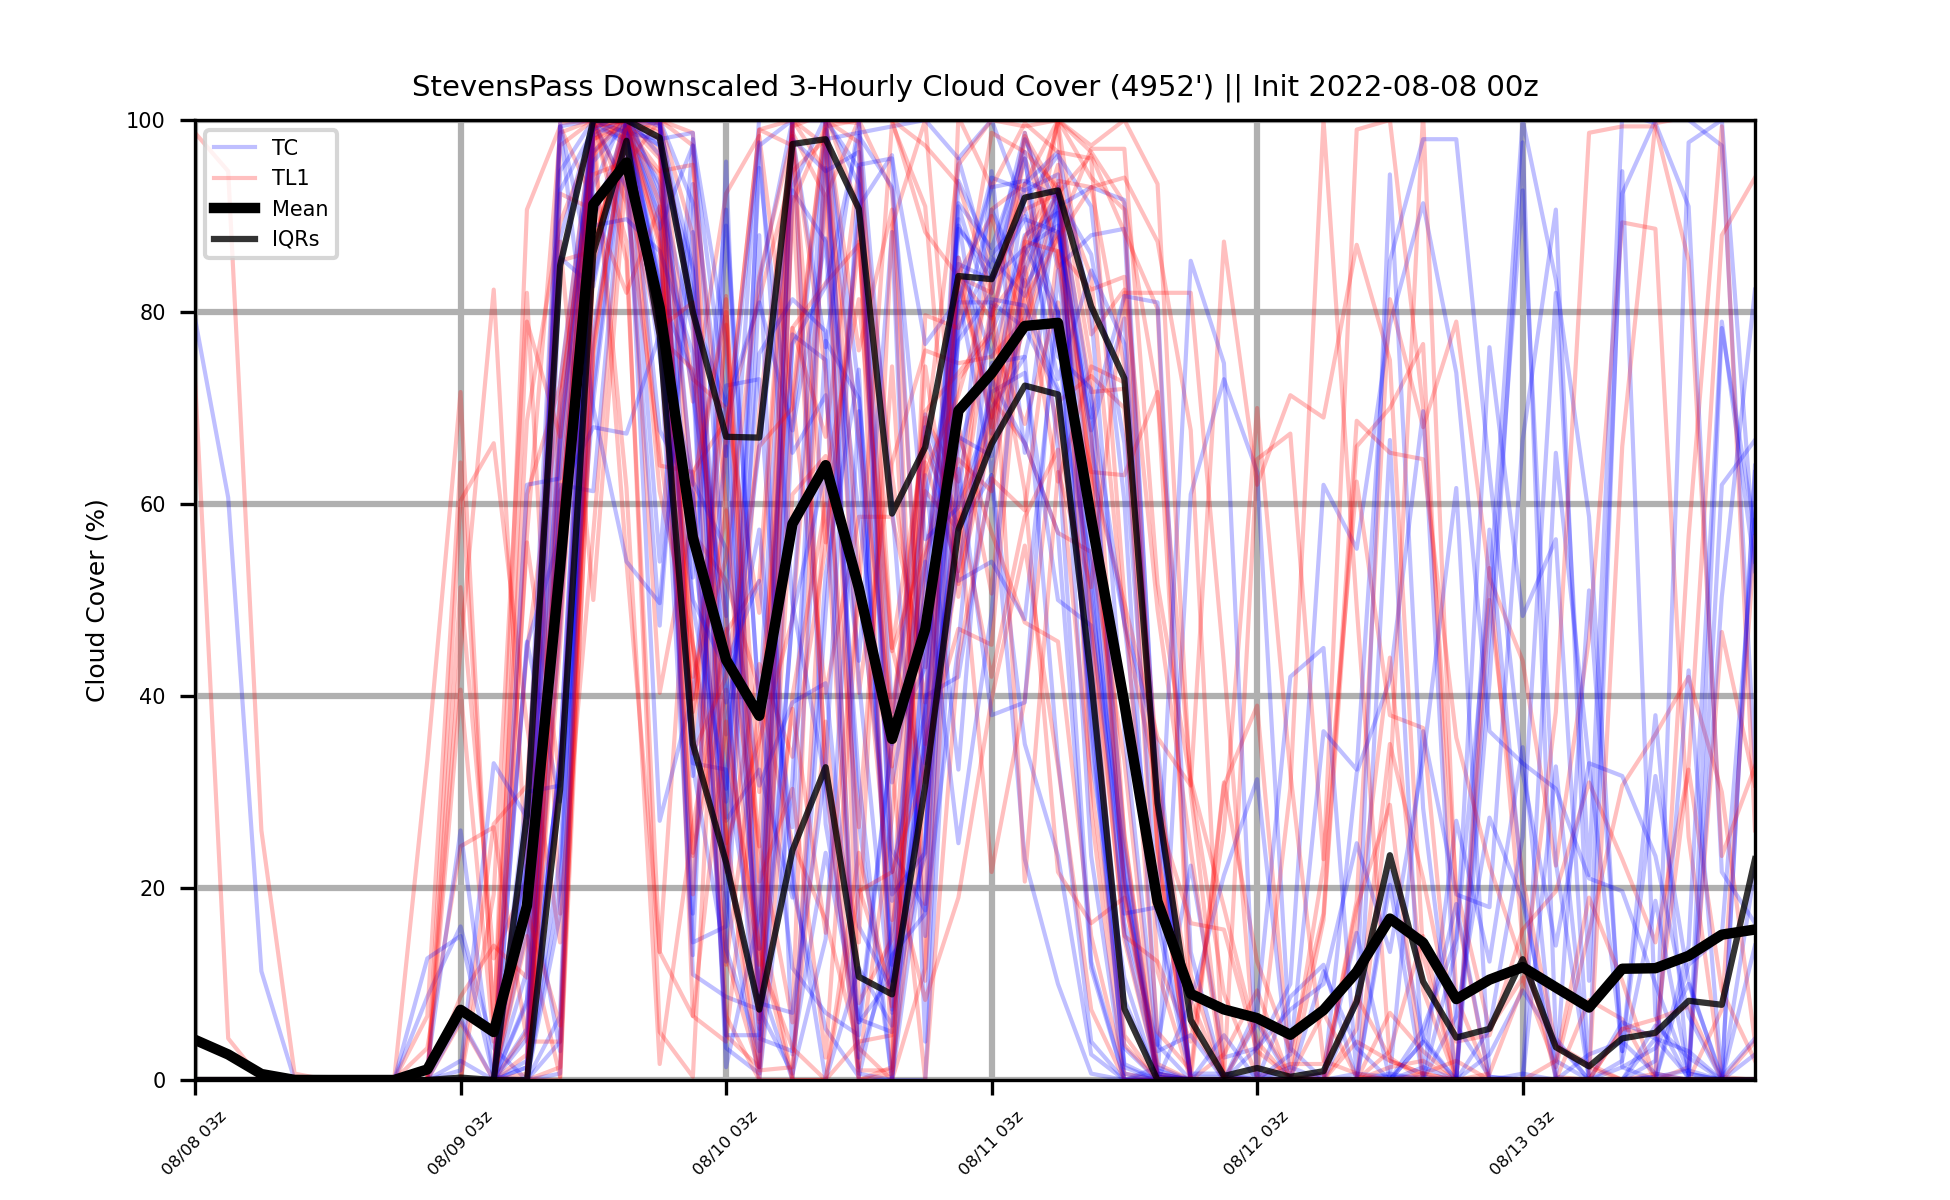 StevensPass Downscaled 3-Hourly Cloud Cover (4952') || Init 2022-08-08 00z
TC
TL1
Mean
IQRs
Cloud Cover (%)
100
80
60
40
20
0
08/08 03z
08/09 03z
08/10 03z
08/11 03z
08/12 03z
08/13 03z